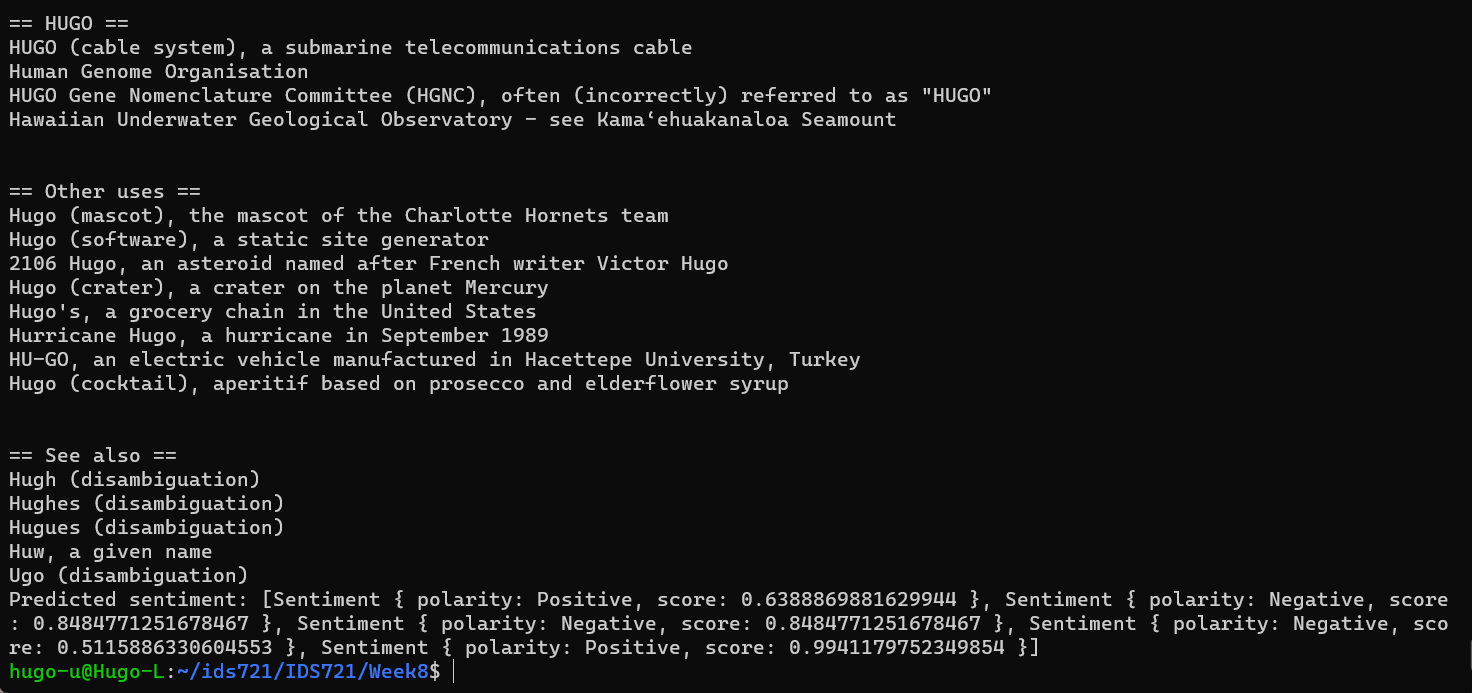 == HUGO ==
HUGO (cable system), a submarine telecommunications cable
Human Genome Organisation
HUGO Gene Nomenclature Committee (HGNC), often (incorrectly) referred to as "HUGO"
Hawaiian Underwater Geological Observatory – see Kamaʻehuakanaloa Seamount
== Other uses ==
Hugo (mascot), the mascot of the Charlotte Hornets team
Hugo (software), a static site generator
2106 Hugo, an asteroid named after French writer Victor Hugo
Hugo (crater), a crater on the planet Mercury
Hugo's, a grocery chain in the United States
Hurricane Hugo, a hurricane in September 1989
HU-GO, an electric vehicle manufactured in Hacettepe University, Turkey
Hugo (cocktail), aperitif based on prosecco and elderflower syrup
== See also ==
Hugh (disambiguation)
Hughes (disambiguation)
Hugues (disambiguation)
Huw, a given name
Ugo (disambiguation)
Predicted sentiment: [Sentiment { polarity: Positive, score: 0.6388869881629944 }, Sentiment { polarity: Negative, score
: 0.8484771251678467 }, Sentiment { polarity: Negative, score: 0.8484771251678467 }, Sentiment { polarity: Negative, sco
re: 0.5115886330604553 }, Sentiment { polarity: Positive, score: 0.9941179752349854 }]
hugo-u@Hugo-L:~/ids721/IDS721/Week8$